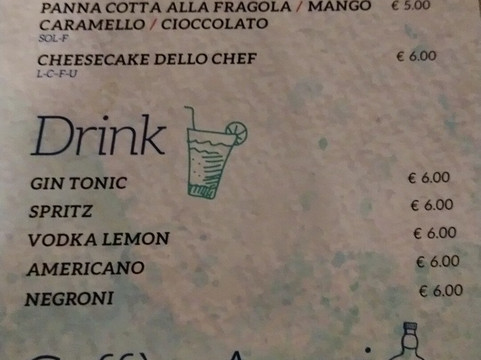 PANNA COTTA ALLA FRAGOLA / MANGO € 5.00
CARAMELLO / CIOCCOLATO
SOL-F
CHEESECAKE DELLO CHEF € 6.00
L-C-F-U
Drink
GIN TONIC € 6.00
SPRITZ € 6.00
VODKA LEMON € 6.00
AMERICANO € 6.00
NEGRONI € 6.00